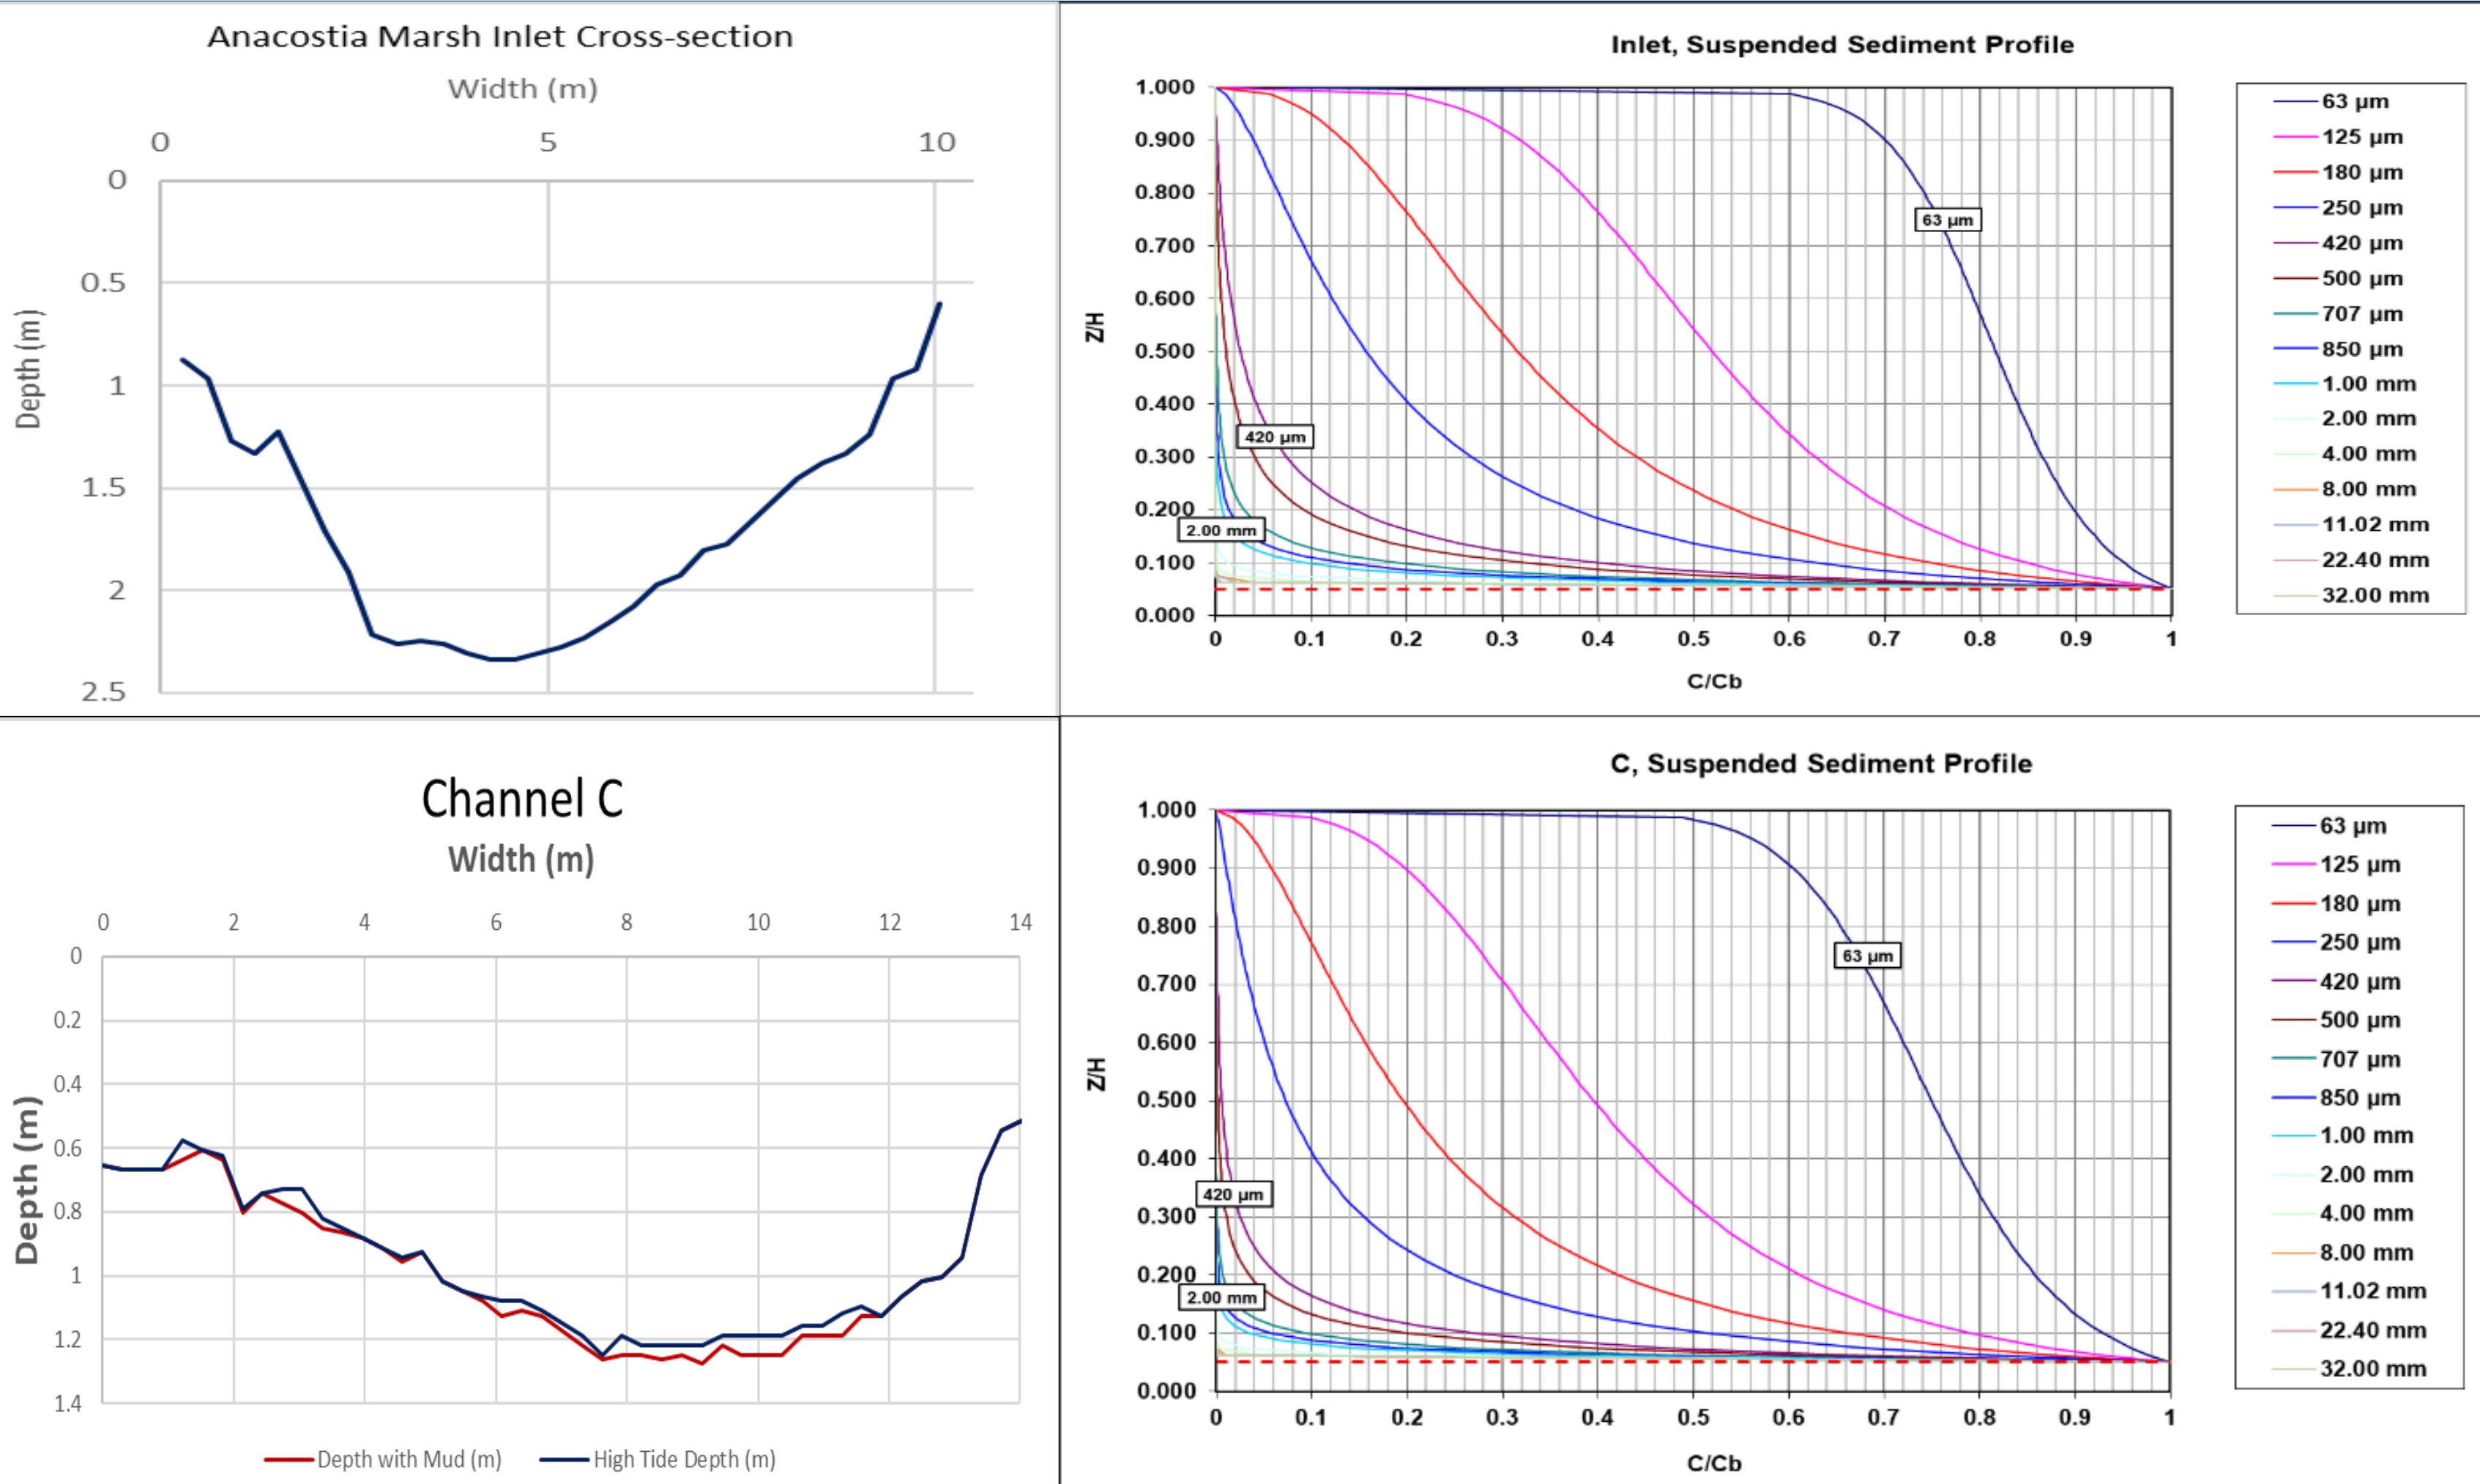 Anacostia Marsh Inlet Cross-section
Width (m)
0 5 10
Depth (m)
0
0.5
1
1.5
2
2.5
Inlet, Suspended Sediment Profile
Z/H
1.000
0.900
0.800
0.700
0.600
0.500
0.400
0.300
0.200
0.100
0.000
63 µm
420 µm
2.00 mm
0 0.1 0.2 0.3 0.4 0.5 0.6 0.7 0.8 0.9 1
C/Cb
63 µm
125 µm
180 µm
250 µm
420 µm
500 µm
707 µm
850 µm
1.00 mm
2.00 mm
4.00 mm
8.00 mm
11.02 mm
22.40 mm
32.00 mm
Channel C
Width (m)
0 2 4 6 8 10 12 14
Depth (m)
0
0.2
0.4
0.6
0.8
1
1.2
1.4
Depth with Mud (m) High Tide Depth (m)
C, Suspended Sediment Profile
Z/H
1.000
0.900
0.800
0.700
0.600
0.500
0.400
0.300
0.200
0.100
0.000
63 µm
420 µm
2.00 mm
0 0.1 0.2 0.3 0.4 0.5 0.6 0.7 0.8 0.9 1
C/Cb
63 µm
125 µm
180 µm
250 µm
420 µm
500 µm
707 µm
850 µm
1.00 mm
2.00 mm
4.00 mm
8.00 mm
11.02 mm
22.40 mm
32.00 mm